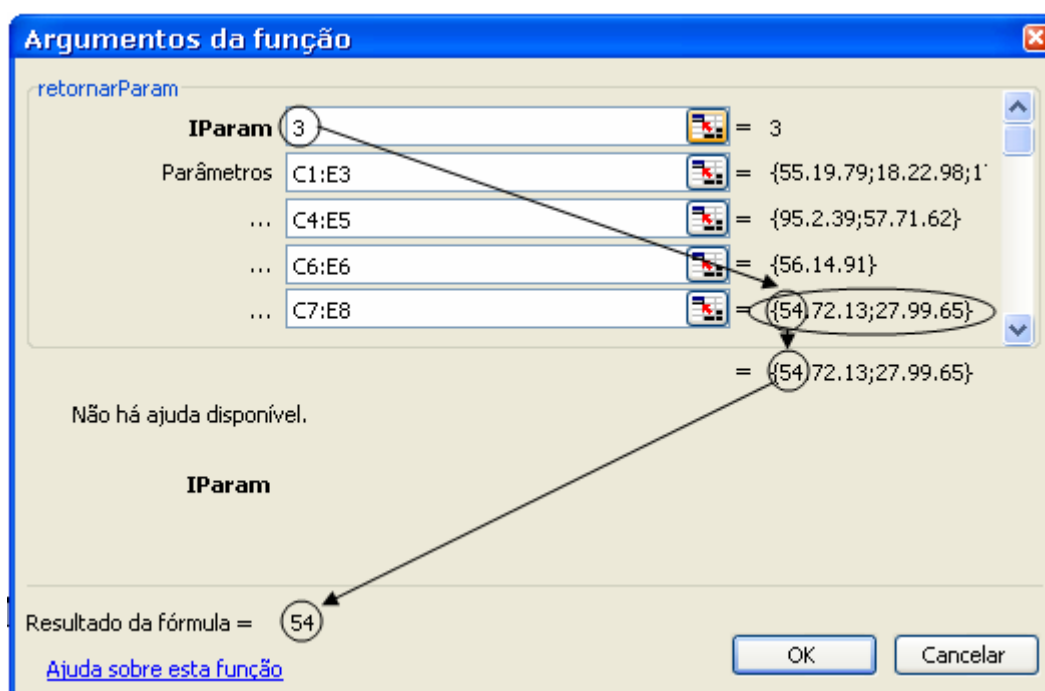 Argumentos da função
retornarParam
IParam 3 = 3
Parâmetros C1:E3 = {55.19.79;18.22.98;1
... C4:E5 = {95.2.39;57.71.62}
... C6:E6 = {56.14.91}
... C7:E8 = {54.72.13;27.99.65}
= {54.72.13;27.99.65}
Não há ajuda disponível.
IParam
Resultado da fórmula = 54
Ajuda sobre esta função
OK Cancelar